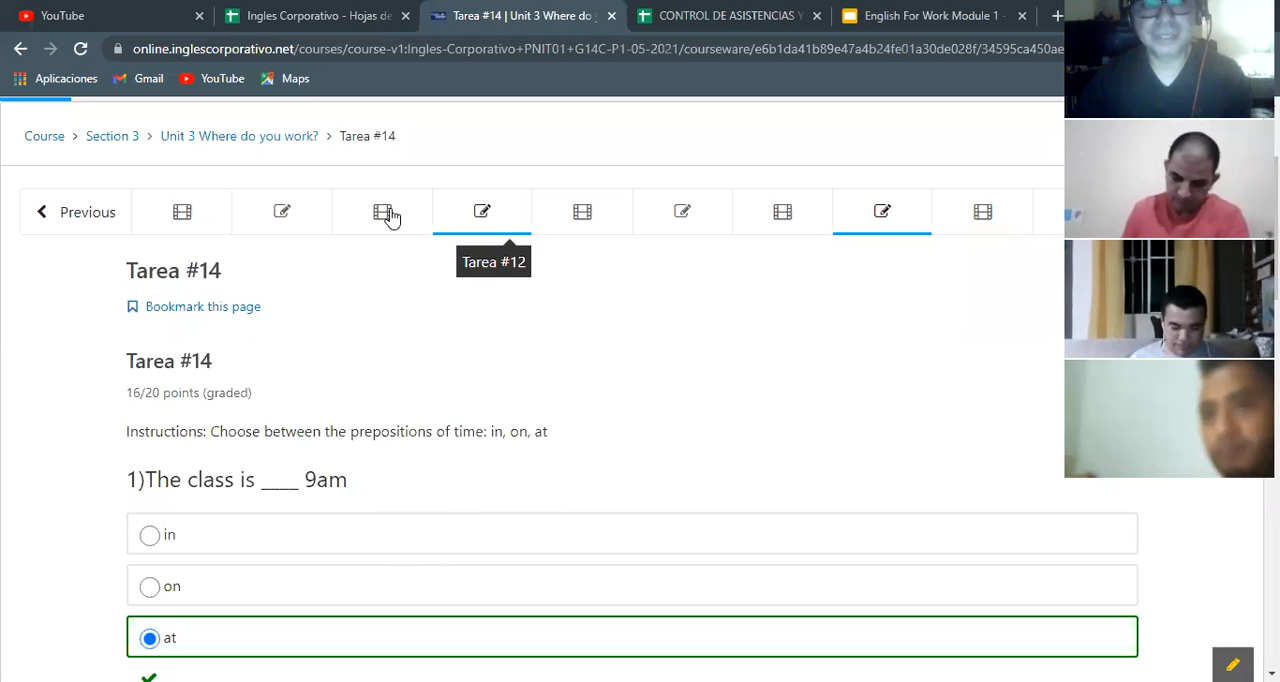 YouTube
Ingles Corporativo - Hojas de
Tarea #14 | Unit 3 Where do
CONTROL DE ASISTENCIAS Y
English For Work Module 1 -
online.inglescorporativo.net/courses/course-v1:Ingles-Corporativo+PNIT01+G14C-P1-05-2021/courseware/e6b1da41b89e47a4b24fe01a30de028f/34595ca450ae
Aplicaciones
Gmail
YouTube
Maps
Course > Section 3 > Unit 3 Where do you work? > Tarea #14
Previous
Tarea #12
Tarea #14
Bookmark this page
Tarea #14
16/20 points (graded)
Instructions: Choose between the prepositions of time: in, on, at
1)The class is ____ 9am
in
on
at